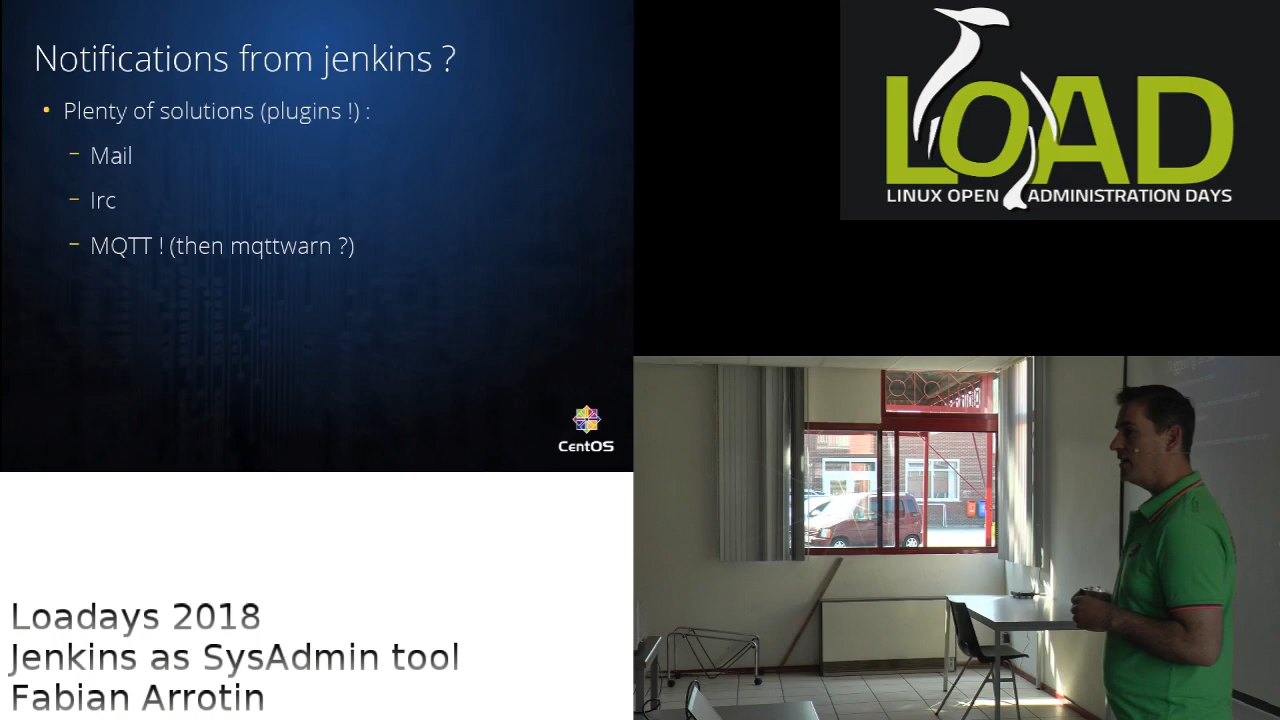 Notifications from jenkins ?
• Plenty of solutions (plugins !) :
– Mail
– Irc
– MQTT ! (then mqttwarn ?)
CentOS
LOAD
LINUX OPEN ADMINISTRATION DAYS
Loadays 2018
Jenkins as SysAdmin tool
Fabian Arrotin